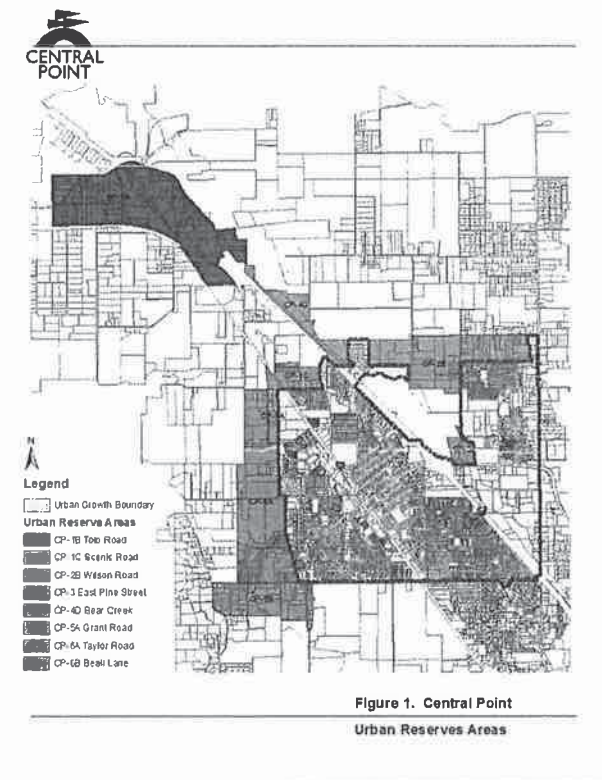 CENTRAL
POINT
N
Legend
Urban Growth Boundary
Urban Reserve Areas
CP-1B Tolo Road
CP-1C Scenic Road
CP-2B Wilson Road
CP-3 East Pine Street
CP-4D Bear Creek
CP-5A Grant Road
CP-6A Taylor Road
CP-6B Beall Lane
Figure 1. Central Point
Urban Reserves Areas